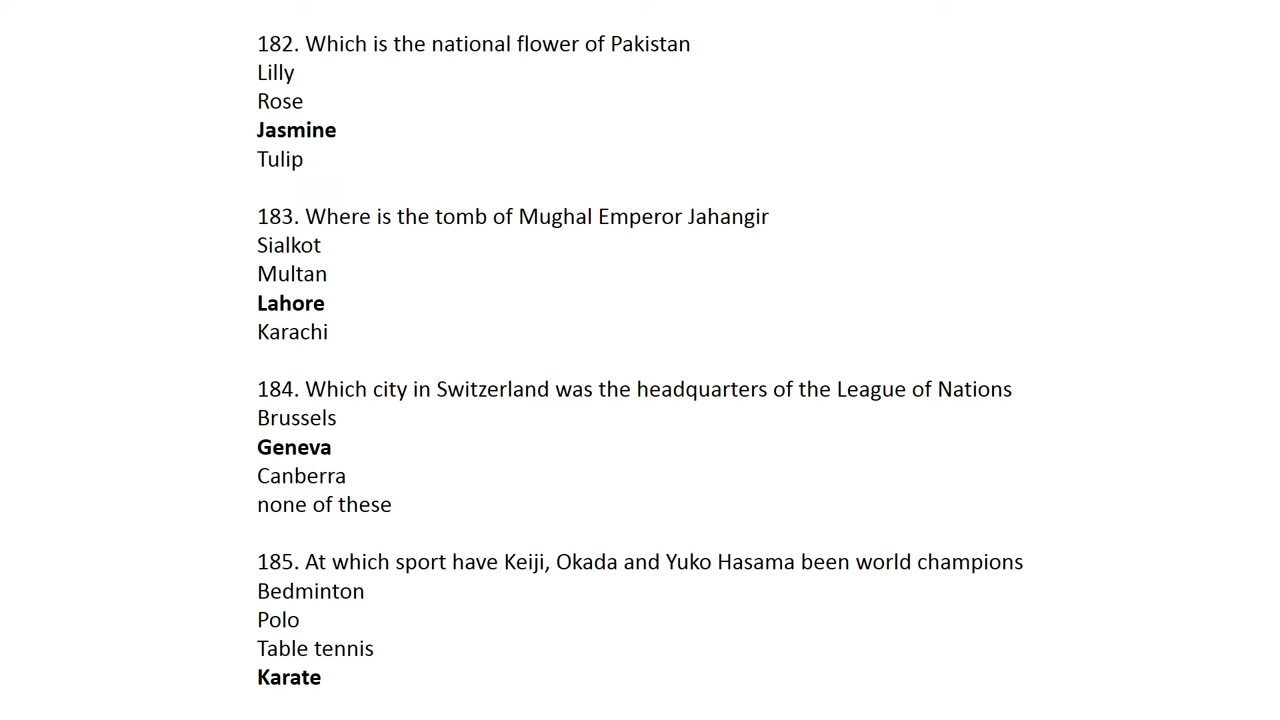 182. Which is the national flower of Pakistan
Lilly
Rose
Jasmine
Tulip
183. Where is the tomb of Mughal Emperor Jahangir
Sialkot
Multan
Lahore
Karachi
184. Which city in Switzerland was the headquarters of the League of Nations
Brussels
Geneva
Canberra
none of these
185. At which sport have Keiji, Okada and Yuko Hasama been world champions
Bedminton
Polo
Table tennis
Karate